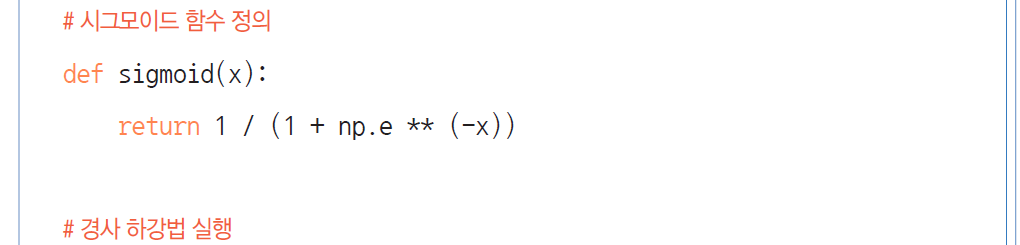 # 시그모이드 함수 정의
def sigmoid(x):
    return 1 / (1 + np.e ** (-x))
# 경사 하강법 실행